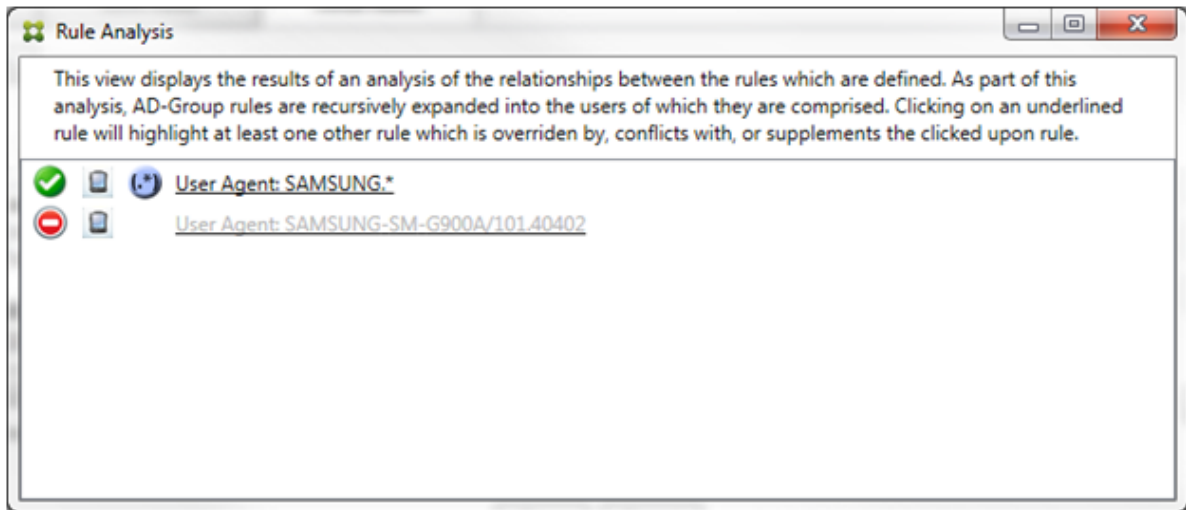 Rule Analysis
This view displays the results of an analysis of the relationships between the rules which are defined. As part of this
analysis, AD-Group rules are recursively expanded into the users of which they are comprised. Clicking on an underlined
rule will highlight at least one other rule which is overriden by, conflicts with, or supplements the clicked upon rule.
(.*) User Agent: SAMSUNG.*
User Agent: SAMSUNG-SM-G900A/101.40402